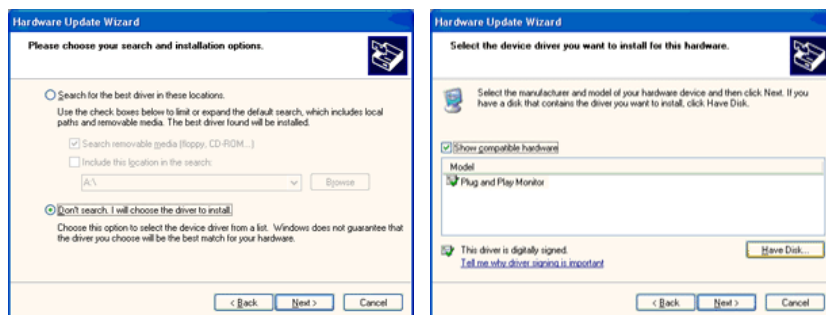 Hardware Update Wizard
Please choose your search and installation options.
Search for the best driver in these locations.
Use the check boxes below to limit or expand the default search, which includes local
paths and removable media. The best driver found will be installed.
Search removable media (floppy, CD-ROM...)
Include this location in the search:
A:\
Browse
Don't search. I will choose the driver to install.
Choose this option to select the device driver from a list. Windows does not guarantee that
the driver you choose will be the best match for your hardware.
< Back
Next >
Cancel
Hardware Update Wizard
Select the device driver you want to install for this hardware.
Select the manufacturer and model of your hardware device and then click Next. If you
have a disk that contains the driver you want to install, click Have Disk.
Show compatible hardware
Model
Plug and Play Monitor
This driver is digitally signed.
Have Disk...
Tell me why driver signing is important
< Back
Next >
Cancel